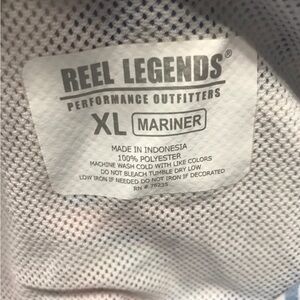 REEL LEGENDS®
PERFORMANCE OUTFITTERS
XL MARINER
MADE IN INDONESIA
100% POLYESTER
MACHINE WASH COLD WITH LIKE COLORS
DO NOT BLEACH TUMBLE DRY LOW
LOW IRON IF NEEDED DO NOT IRON IF DECORATED
RN # 76235